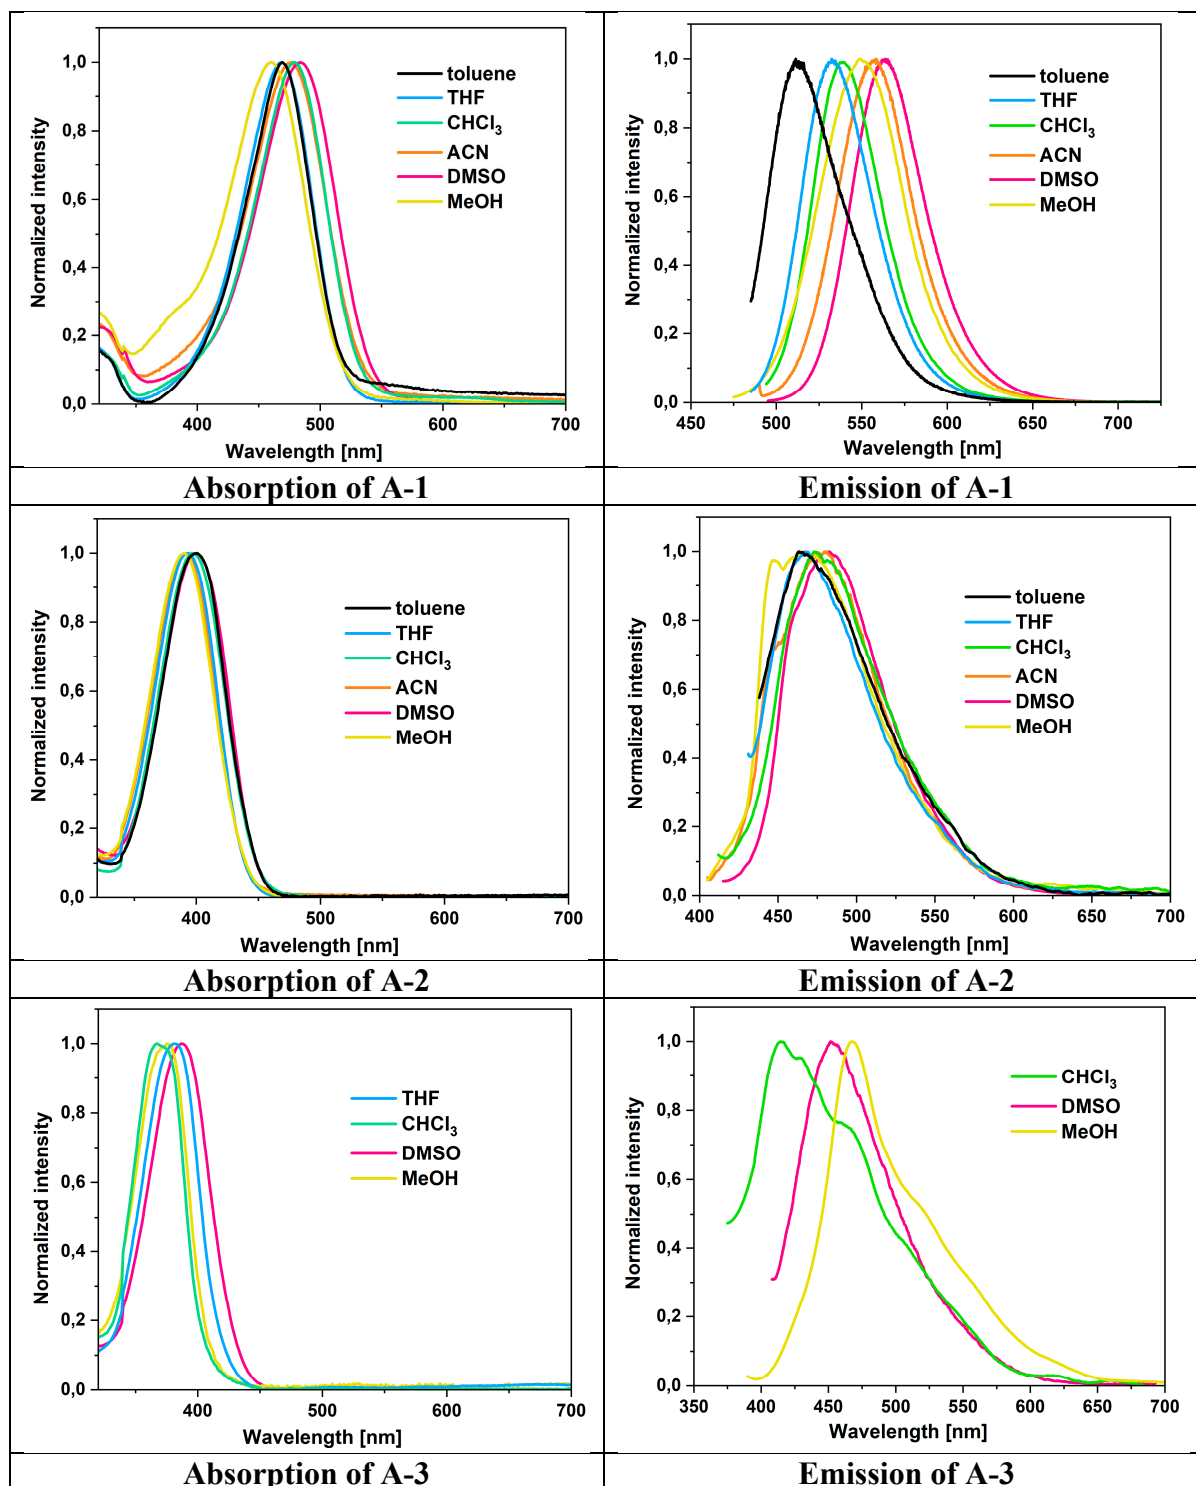 1,0
0,8
0,6
0,4
0,2
0,0
Normalized intensity
toluene
THF
CHCl3
ACN
DMSO
MeOH
400 500 600 700
Wavelength [nm]
Absorption of A-1
1,0
0,8
0,6
0,4
0,2
0,0
Normalized intensity
toluene
THF
CHCl3
ACN
DMSO
MeOH
450 500 550 600 650 700
Wavelength [nm]
Emission of A-1
1,0
0,8
0,6
0,4
0,2
0,0
Normalized intensity
toluene
THF
CHCl3
ACN
DMSO
MeOH
400 500 600 700
Wavelength [nm]
Absorption of A-2
1,0
0,8
0,6
0,4
0,2
0,0
Normalized intensity
toluene
THF
CHCl3
ACN
DMSO
MeOH
400 450 500 550 600 650 700
Wavelength [nm]
Emission of A-2
1,0
0,8
0,6
0,4
0,2
0,0
Normalized intensity
THF
CHCl3
DMSO
MeOH
400 500 600 700
Wavelength [nm]
Absorption of A-3
1,0
0,8
0,6
0,4
0,2
0,0
Normalized intensity
CHCl3
DMSO
MeOH
350 400 450 500 550 600 650 700
Wavelength [nm]
Emission of A-3